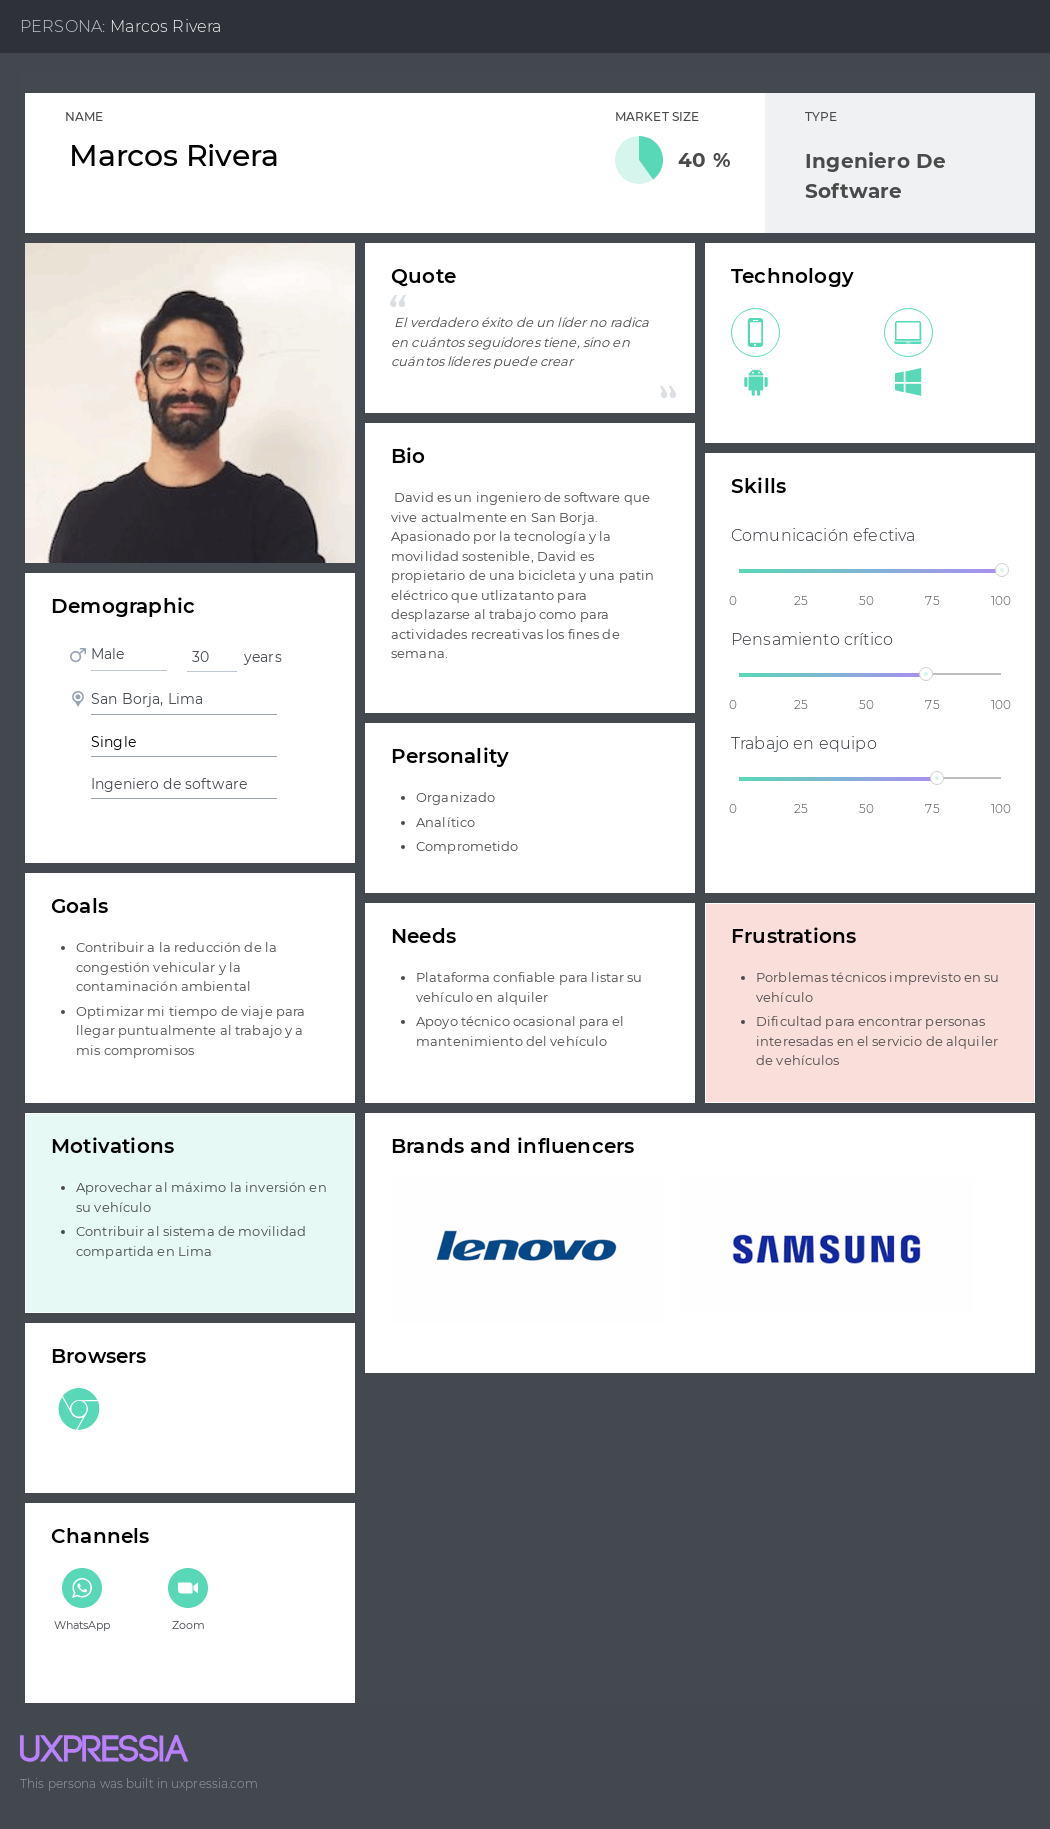 PERSONA: Marcos Rivera
NAME
Marcos Rivera
MARKET SIZE
40 %
TYPE
Ingeniero De
Software
Quote
“
El verdadero éxito de un líder no radica
en cuántos seguidores tiene, sino en
cuántos líderes puede crear
”
Technology
Bio
David es un ingeniero de software que
vive actualmente en San Borja.
Apasionado por la tecnología y la
movilidad sostenible, David es
propietario de una bicicleta y una patin
eléctrico que utlizatanto para
desplazarse al trabajo como para
actividades recreativas los fines de
semana.
Skills
Comunicación efectiva
0 25 50 75 100
Pensamiento crítico
0 25 50 75 100
Trabajo en equipo
0 25 50 75 100
Demographic
Male 30 years
San Borja, Lima
Single
Ingeniero de software
Personality
• Organizado
• Analítico
• Comprometido
Goals
• Contribuir a la reducción de la
congestión vehicular y la
contaminación ambiental
• Optimizar mi tiempo de viaje para
llegar puntualmente al trabajo y a
mis compromisos
Needs
• Plataforma confiable para listar su
vehículo en alquiler
• Apoyo técnico ocasional para el
mantenimiento del vehículo
Frustrations
• Porblemas técnicos imprevisto en su
vehículo
• Dificultad para encontrar personas
interesadas en el servicio de alquiler
de vehículos
Motivations
• Aprovechar al máximo la inversión en
su vehículo
• Contribuir al sistema de movilidad
compartida en Lima
Brands and influencers
lenovo
SAMSUNG
Browsers
Channels
WhatsApp
Zoom
UXPRESSIA
This persona was built in uxpressia.com